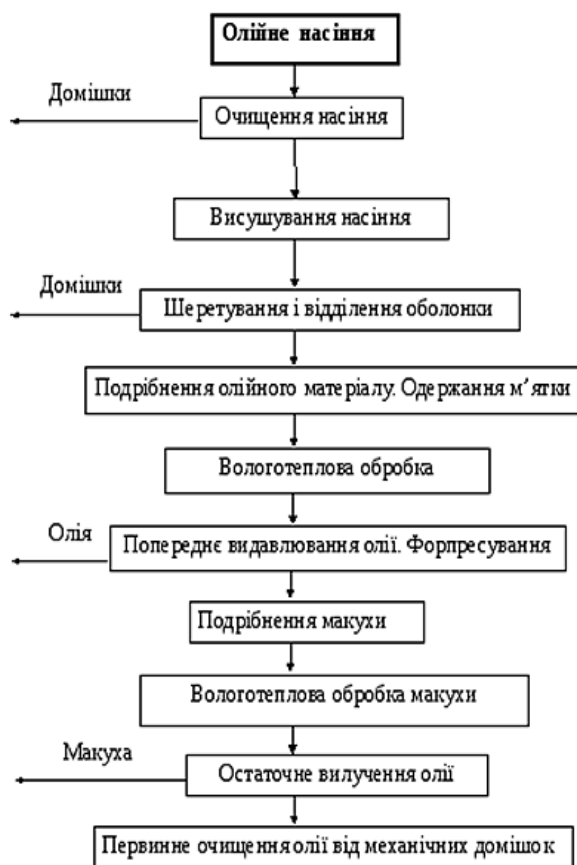 Олійне насіння
Домішки
Очищення насіння
Висушування насіння
Домішки
Шеретування і відділення оболонки
Подрібнення олійного матеріалу. Одержання м’ятки
Вологотеплова обробка
Олія
Попереднє видавлювання олії. Форпресування
Подрібнення макухи
Вологотеплова обробка макухи
Макуха
Остаточне вилучення олії
Первинне очищення олії від механічних домішок